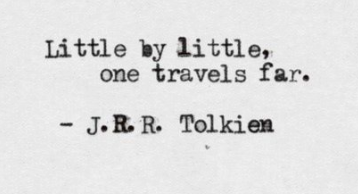 Little by little,
one travels far.
- J.R.R. Tolkien